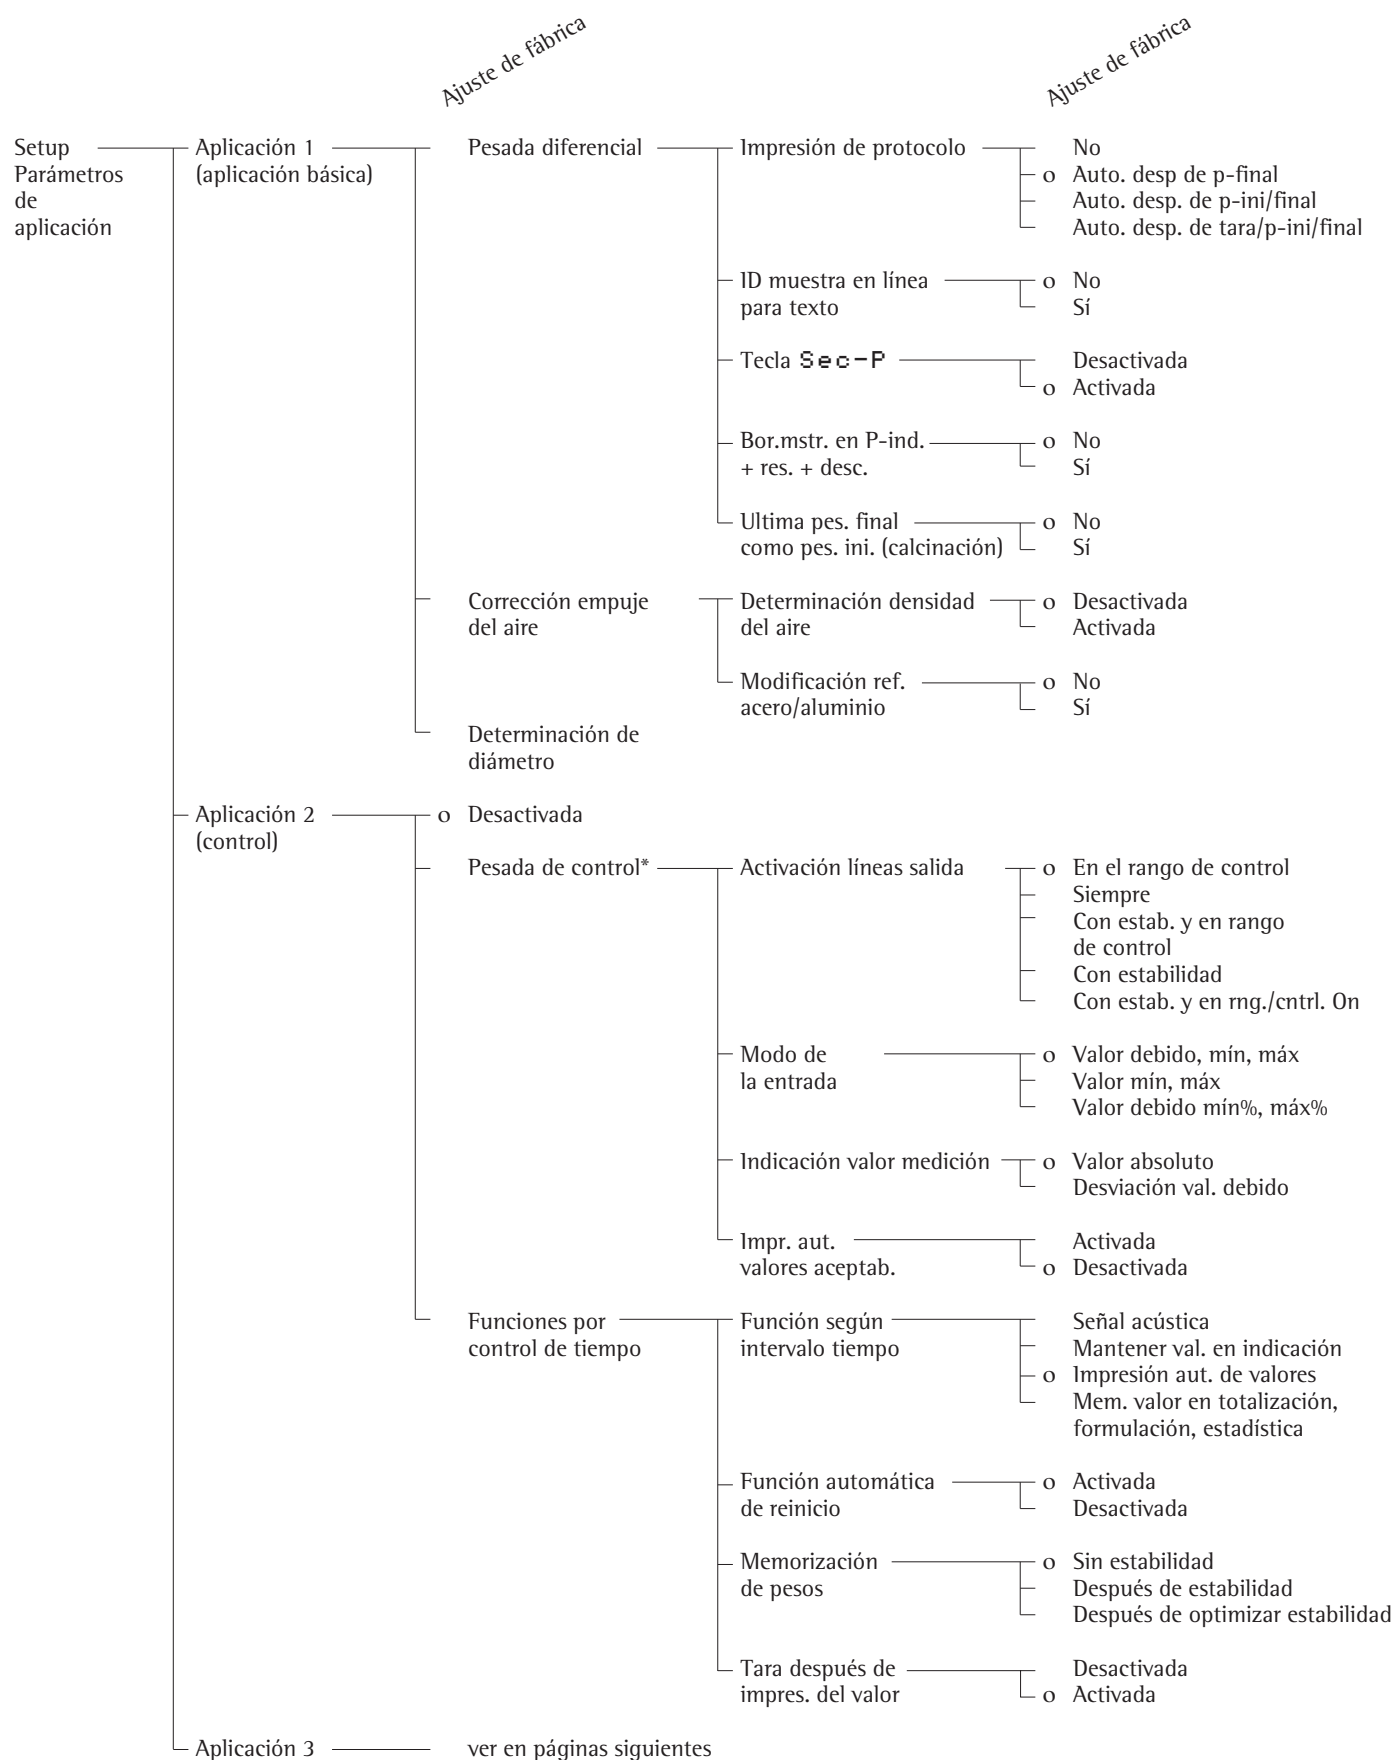 Ajuste de fábrica
Ajuste de fábrica
Setup
Parámetros
de
aplicación
Aplicación 1
(aplicación básica)
Pesada diferencial
Impresión de protocolo
No
o Auto. desp de p-final
Auto. desp. de p-ini/final
Auto. desp. de tara/p-ini/final
ID muestra en línea
para texto
o No
Sí
Tecla Sec-P
Desactivada
o Activada
Bor.mstr. en P-ind.
+ res. + desc.
o No
Sí
Ultima pes. final
como pes. ini. (calcinación)
o No
Sí
Corrección empuje
del aire
Determinación densidad
del aire
o Desactivada
Activada
Modificación ref.
acero/aluminio
o No
Sí
Determinación de
diámetro
Aplicación 2
(control)
o Desactivada
Pesada de control*
Activación líneas salida
o En el rango de control
Siempre
Con estab. y en rango
de control
Con estabilidad
Con estab. y en rng./cntrl. On
Modo de
la entrada
o Valor debido, mín, máx
Valor mín, máx
Valor debido mín%, máx%
Indicación valor medición
o Valor absoluto
Desviación val. debido
Impr. aut.
valores aceptab.
Activada
o Desactivada
Funciones por
control de tiempo
Función según
intervalo tiempo
Señal acústica
Mantener val. en indicación
o Impresión aut. de valores
Mem. valor en totalización,
formulación, estadística
Función automática
de reinicio
o Activada
Desactivada
Memorización
de pesos
o Sin estabilidad
Después de estabilidad
Después de optimizar estabilidad
Tara después de
impres. del valor
Desactivada
o Activada
Aplicación 3
ver en páginas siguientes